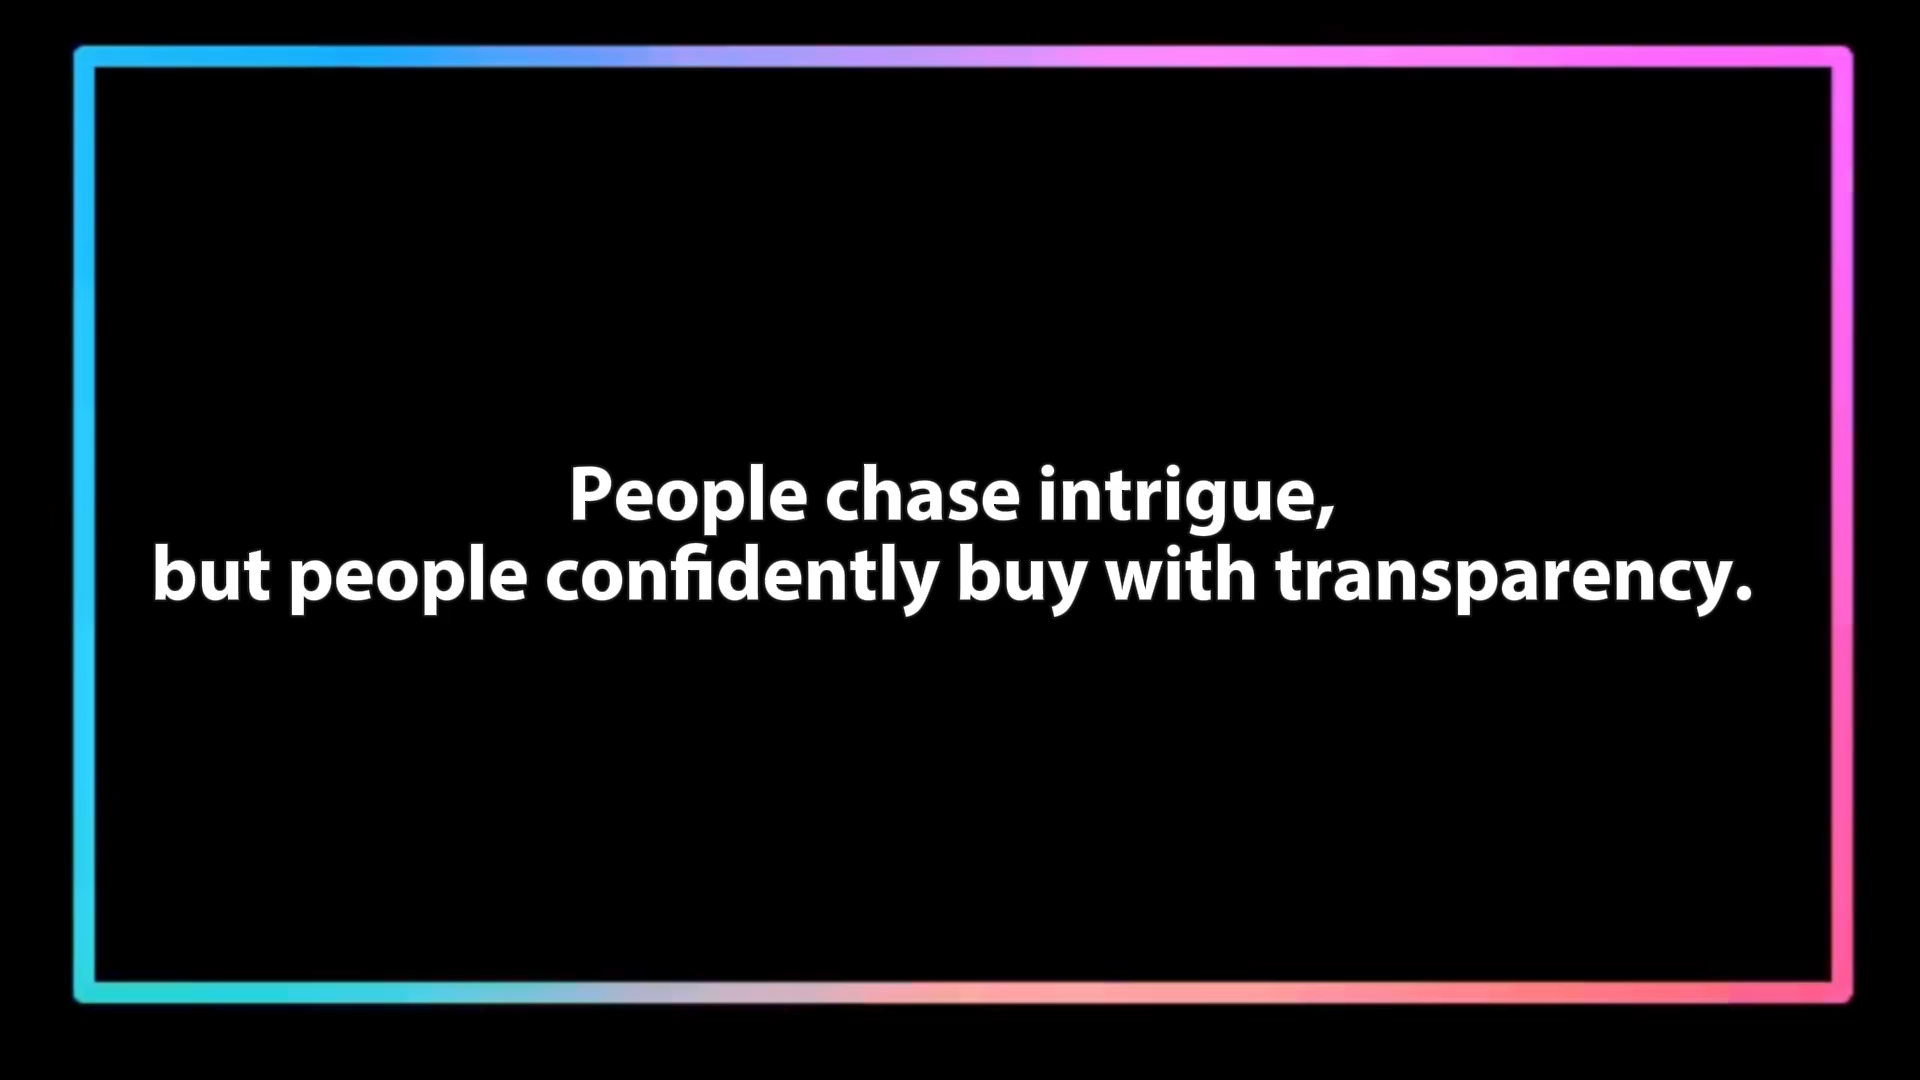 People chase intrigue,
but people confidently buy with transparency.